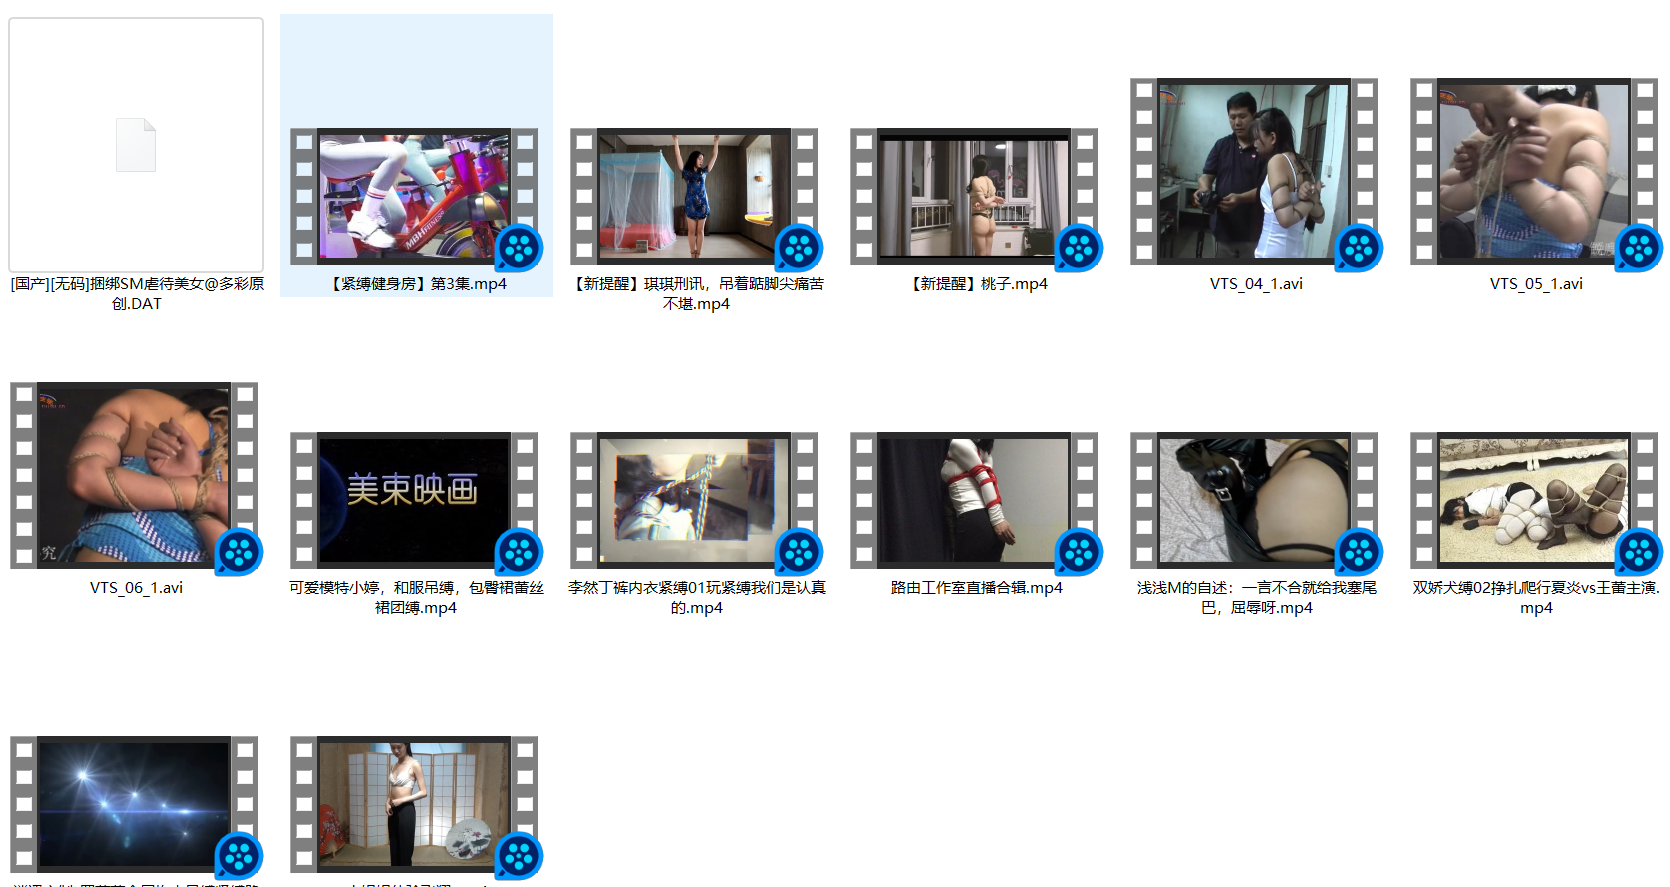 [国产][无码]捆绑SM虐待美女@多彩原
创.DAT
【紧缚健身房】第3集.mp4
【新提醒】琪琪刑讯，吊着踮脚尖痛苦
不堪.mp4
【新提醒】桃子.mp4
VTS_04_1.avi
VTS_05_1.avi
MBH FITNESS
究
VTS_06_1.avi
美束映画
可爱模特小婷，和服吊缚，包臀裙蕾丝
裙团缚.mp4
李然丁裤内衣紧缚01玩紧缚我们是认真
的.mp4
路由工作室直播合辑.mp4
浅浅M的自述：一言不合就给我塞尾
巴，屈辱呀.mp4
双娇犬缚02挣扎爬行夏炎vs王蕾主演.
mp4